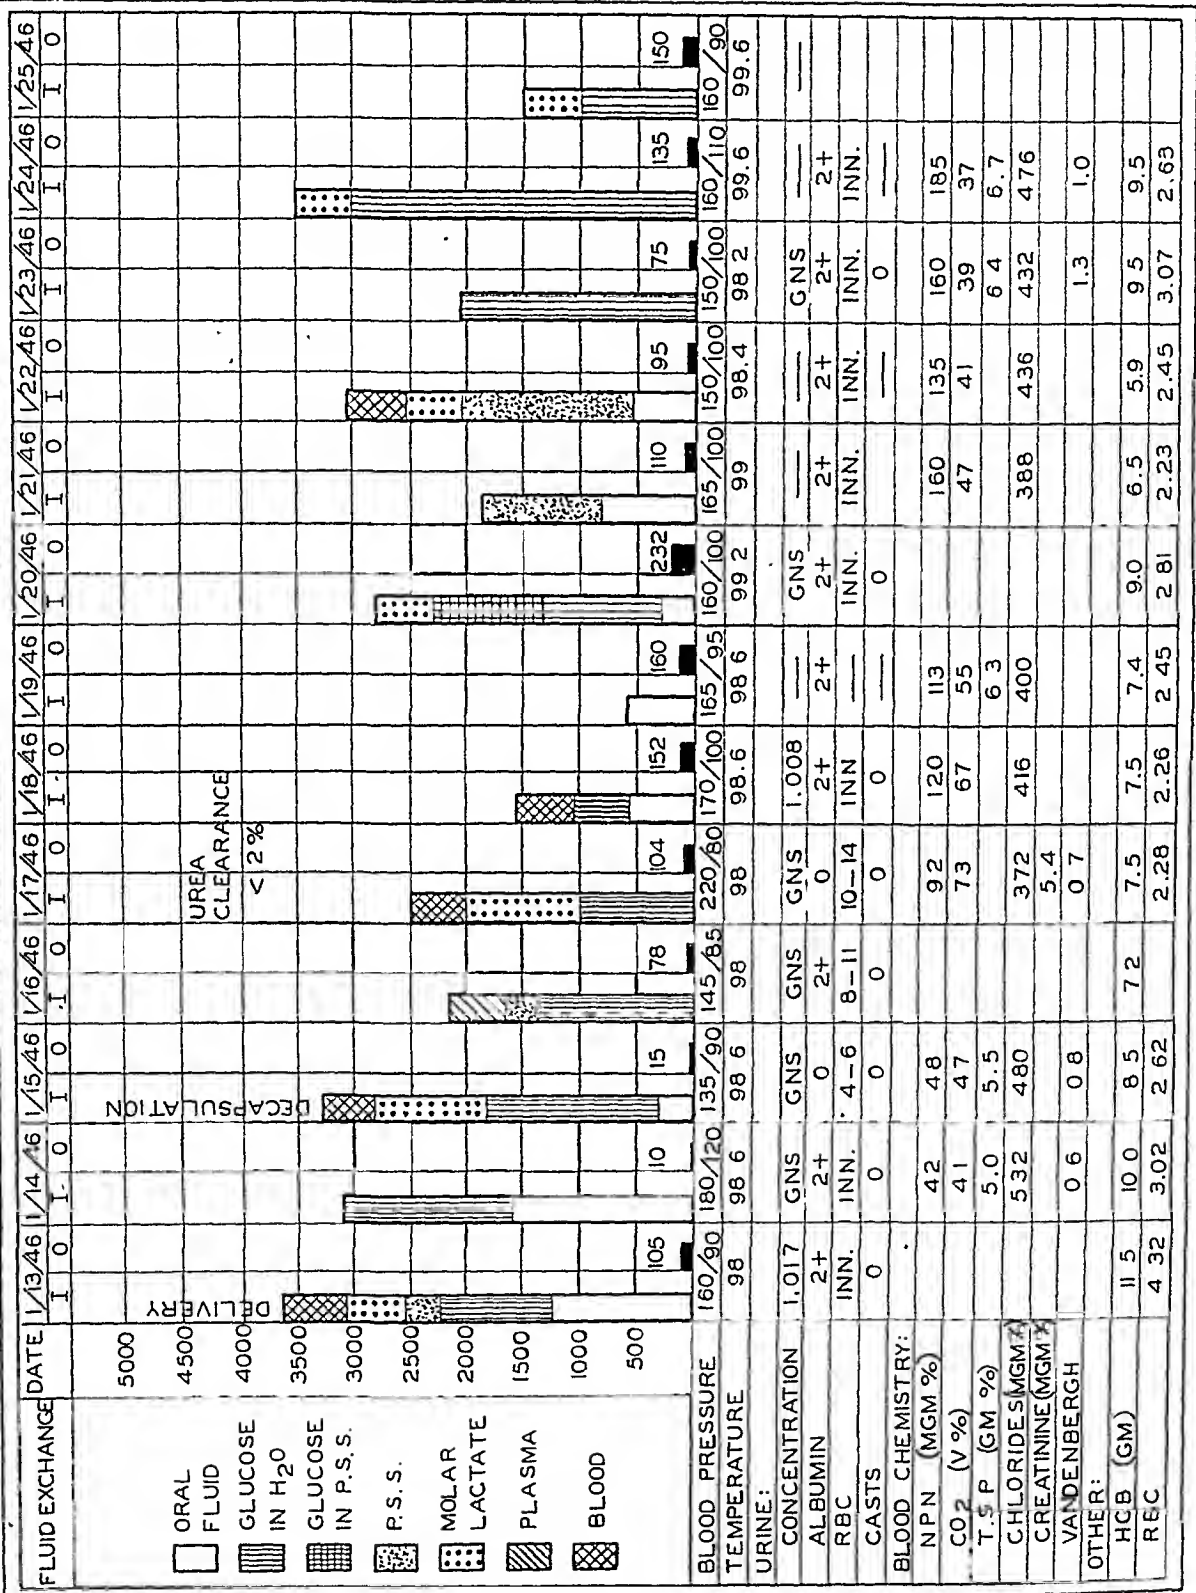 FLUID EXCHANGE DATE 1/13/46 1/14/46 1/15/46 1/16/46 1/17/46 1/18/46 1/19/46 1/20/46 1/21/46 1/22/46 1/23/46 1/24/46 1/25/46
I O I O I O I O I O I O I O I O I O I O I O I O I O
5000
4500
4000
3500
3000
2500
2000
1500
1000
500
ORAL
FLUID
GLUCOSE
IN H₂O
GLUCOSE
IN P.S.S.
P.S.S.
MOLAR
LACTATE
PLASMA
BLOOD
DELIVERY
DECAPSULATION
UREA
CLEARANCE
< 2%
105 10 15 78 104 152 160 232 110 95 75 135 150
BLOOD PRESSURE 160/90 180/120 135/90 145/85 220/80 170/100 165/95 160/100 165/100 150/100 150/100 160/110 160/90
TEMPERATURE 98 98 6 98 6 98 98 98.6 98 6 99 2 99 98.4 98 2 99.6 99.6
URINE:
CONCENTRATION 1.017 GNS GNS GNS GNS 1.008 — GNS — — GNS — —
ALBUMIN 2+ 2+ 0 2+ 0 2+ 2+ 2+ 2+ 2+ 2+ 2+
RBC INN. INN. 4-6 8-11 10-14 INN — INN. INN. INN. INN. INN.
CASTS 0 0 0 0 0 0 — 0 — 0 —
BLOOD CHEMISTRY:
NPN (MGM %) 42 48 92 120 113 160 135 160 185
CO₂ (V %) 41 47 73 67 55 47 41 39 37
T.S P (GM %) 5.0 5.5 6 3 6 4 6.7
CHLORIDES (MGM %) 532 480 372 416 400 388 436 432 476
CREATININE (MGM %) 5.4
VANDENBERGH 0 6 0 8 0 7 1.3 1.0
OTHER:
HGB (GM) 11 5 10 0 8 5 7 2 7.5 7.5 7.4 9.0 6.5 5.9 9 5 9.5
RBC 4 32 3.02 2 62 2.28 2.26 2 45 2 81 2.23 2.45 3.07 2.63